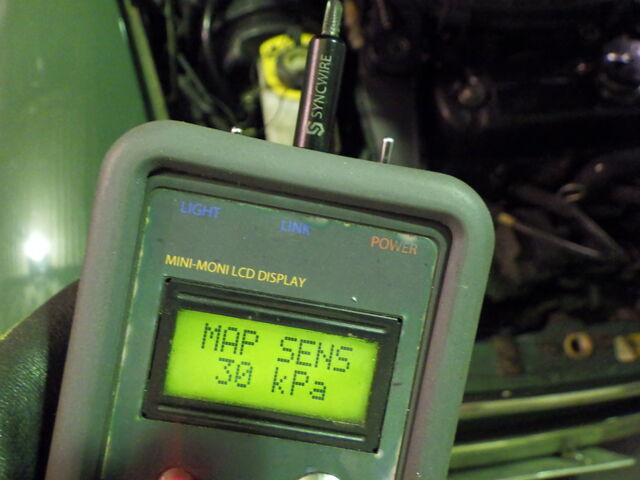 SYNCWIRE
LIGHT
LINK
POWER
MINI-MONI LCD DISPLAY
MAP SENS
30 kPa